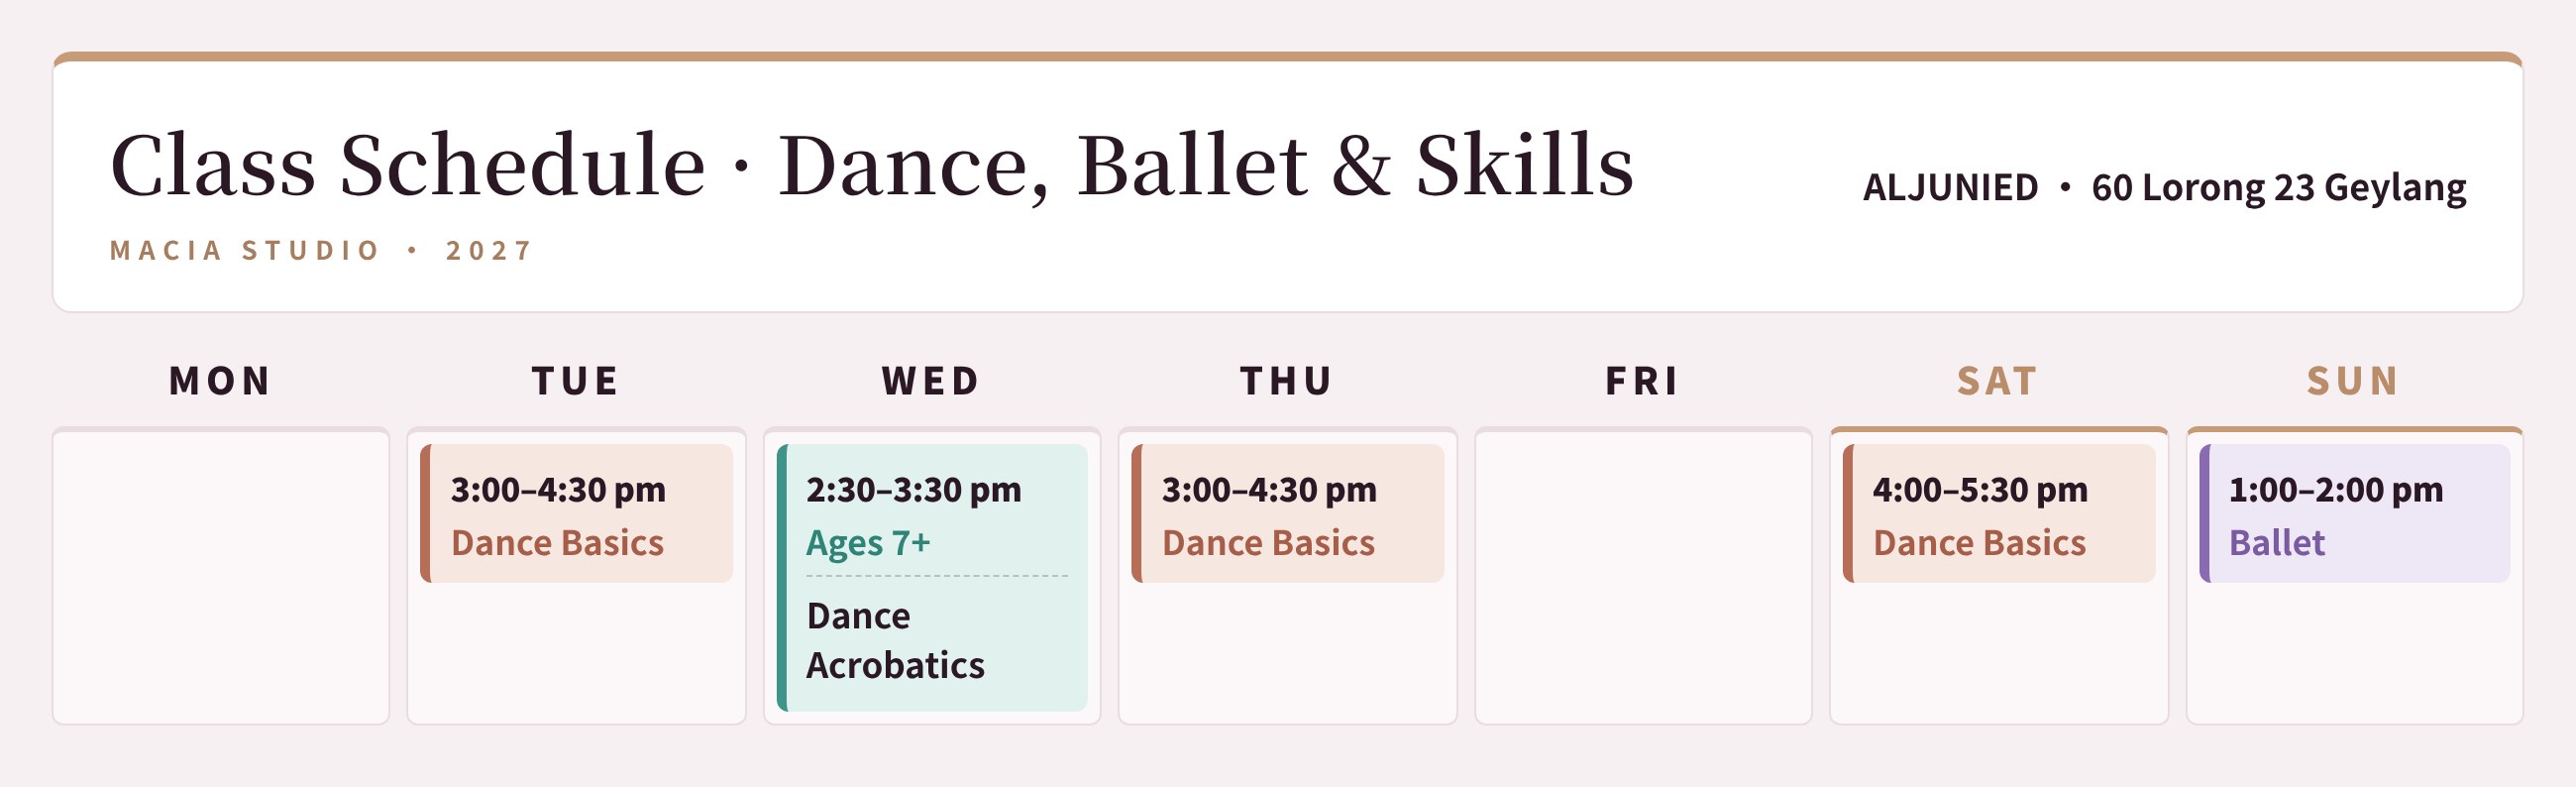 Class Schedule · Dance, Ballet & Skills
MACIA STUDIO • 2027
ALJUNIED • 60 Lorong 23 Geylang
MON
TUE
3:00–4:30 pm
Dance Basics
WED
2:30–3:30 pm
Ages 7+
Dance
Acrobatics
THU
3:00–4:30 pm
Dance Basics
FRI
SAT
4:00–5:30 pm
Dance Basics
SUN
1:00–2:00 pm
Ballet